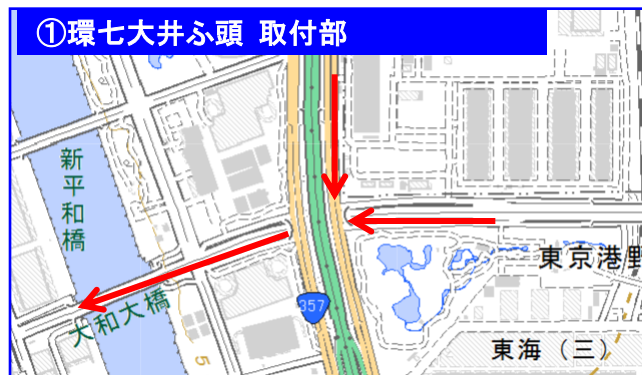 ①環七大井ふ頭 取付部
新平和橋
東京港野
357
大和大橋
東海（三）
5